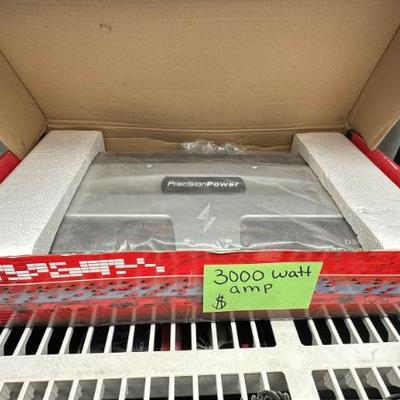 PrecisionPower
3000 watt
amp
$